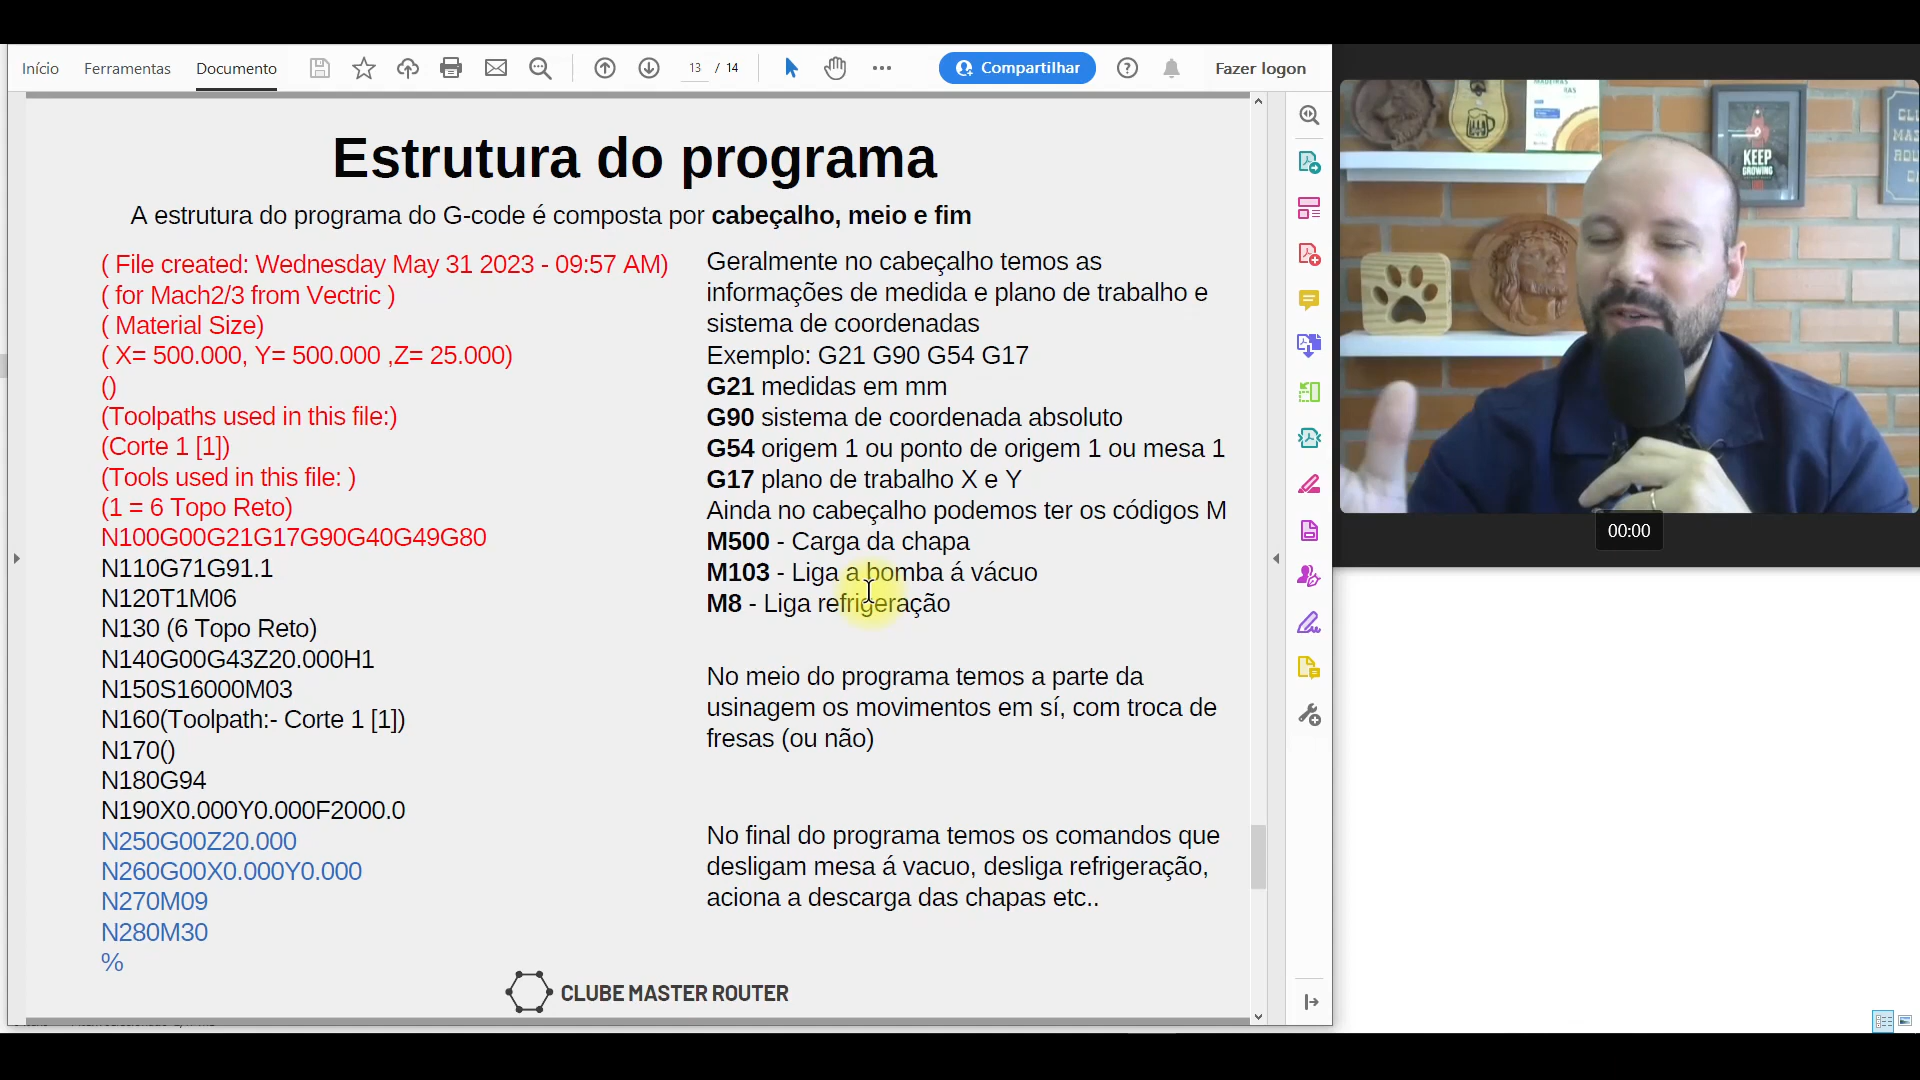 Início Ferramentas Documento 13 / 14 Compartilhar Fazer logon
Estrutura do programa
A estrutura do programa do G-code é composta por cabeçalho, meio e fim
( File created: Wednesday May 31 2023 - 09:57 AM)
( for Mach2/3 from Vectric )
( Material Size)
( X= 500.000, Y= 500.000 ,Z= 25.000)
()
(Toolpaths used in this file:)
(Corte 1 [1])
(Tools used in this file: )
(1 = 6 Topo Reto)
N100G00G21G17G90G40G49G80
N110G71G91.1
N120T1M06
N130 (6 Topo Reto)
N140G00G43Z20.000H1
N150S16000M03
N160(Toolpath:- Corte 1 [1])
N170()
N180G94
N190X0.000Y0.000F2000.0
N250G00Z20.000
N260G00X0.000Y0.000
N270M09
N280M30
%
Geralmente no cabeçalho temos as
informações de medida e plano de trabalho e
sistema de coordenadas
Exemplo: G21 G90 G54 G17
G21 medidas em mm
G90 sistema de coordenada absoluto
G54 origem 1 ou ponto de origem 1 ou mesa 1
G17 plano de trabalho X e Y
Ainda no cabeçalho podemos ter os códigos M
M500 - Carga da chapa
M103 - Liga a bomba á vácuo
M8 - Liga refrigeração
No meio do programa temos a parte da
usinagem os movimentos em sí, com troca de
fresas (ou não)
No final do programa temos os comandos que
desligam mesa á vacuo, desliga refrigeração,
aciona a descarga das chapas etc..
CLUBE MASTER ROUTER
KEEP
GROWING
00:00